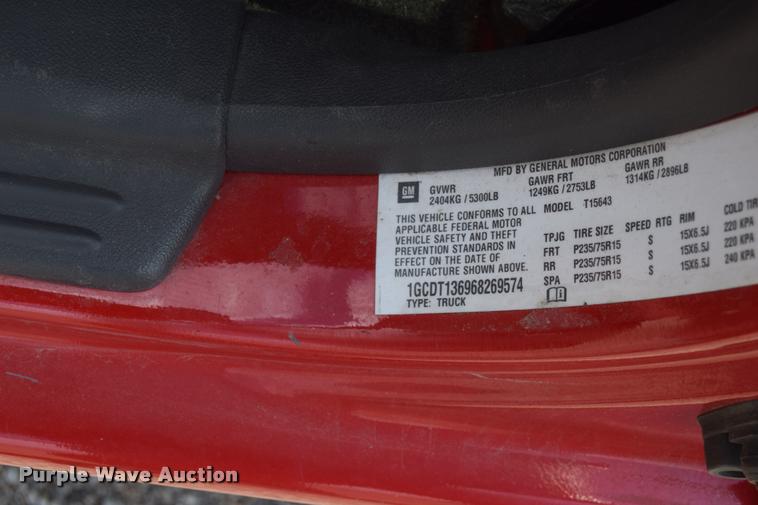 MFD BY GENERAL MOTORS CORPORATION
GM GVWR GAWR FRT GAWR RR
2404KG / 5300LB 1249KG / 2753LB 1314KG / 2896LB
THIS VEHICLE CONFORMS TO ALL MODEL T15643
APPLICABLE FEDERAL MOTOR
VEHICLE SAFETY AND THEFT TPJG TIRE SIZE SPEED RTG RIM COLD TI
PREVENTION STANDARDS IN FRT P235/75R15 S 15X6.5J 220 KPA
EFFECT ON THE DATE OF RR P235/75R15 S 15X6.5J 220 KPA
MANUFACTURE SHOWN ABOVE. SPA P235/75R15 S 15X6.5J 240 KPA
1GCDT136968269574
TYPE: TRUCK
Purple Wave Auction